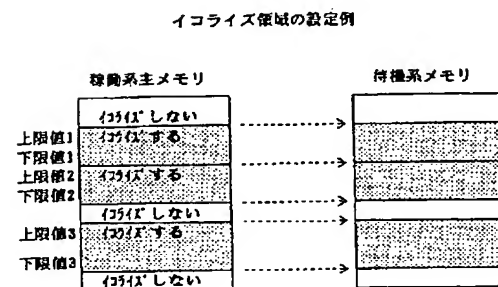 イコライズ領域の設定例
稼働系主メモリ
待機系メモリ
ｲｺﾗｲｽﾞしない
上限値1
ｲｺﾗｲｽﾞする
下限値1
上限値2
ｲｺﾗｲｽﾞする
下限値2
ｲｺﾗｲｽﾞしない
上限値3
ｲｺﾗｲｽﾞする
下限値3
ｲｺﾗｲｽﾞしない